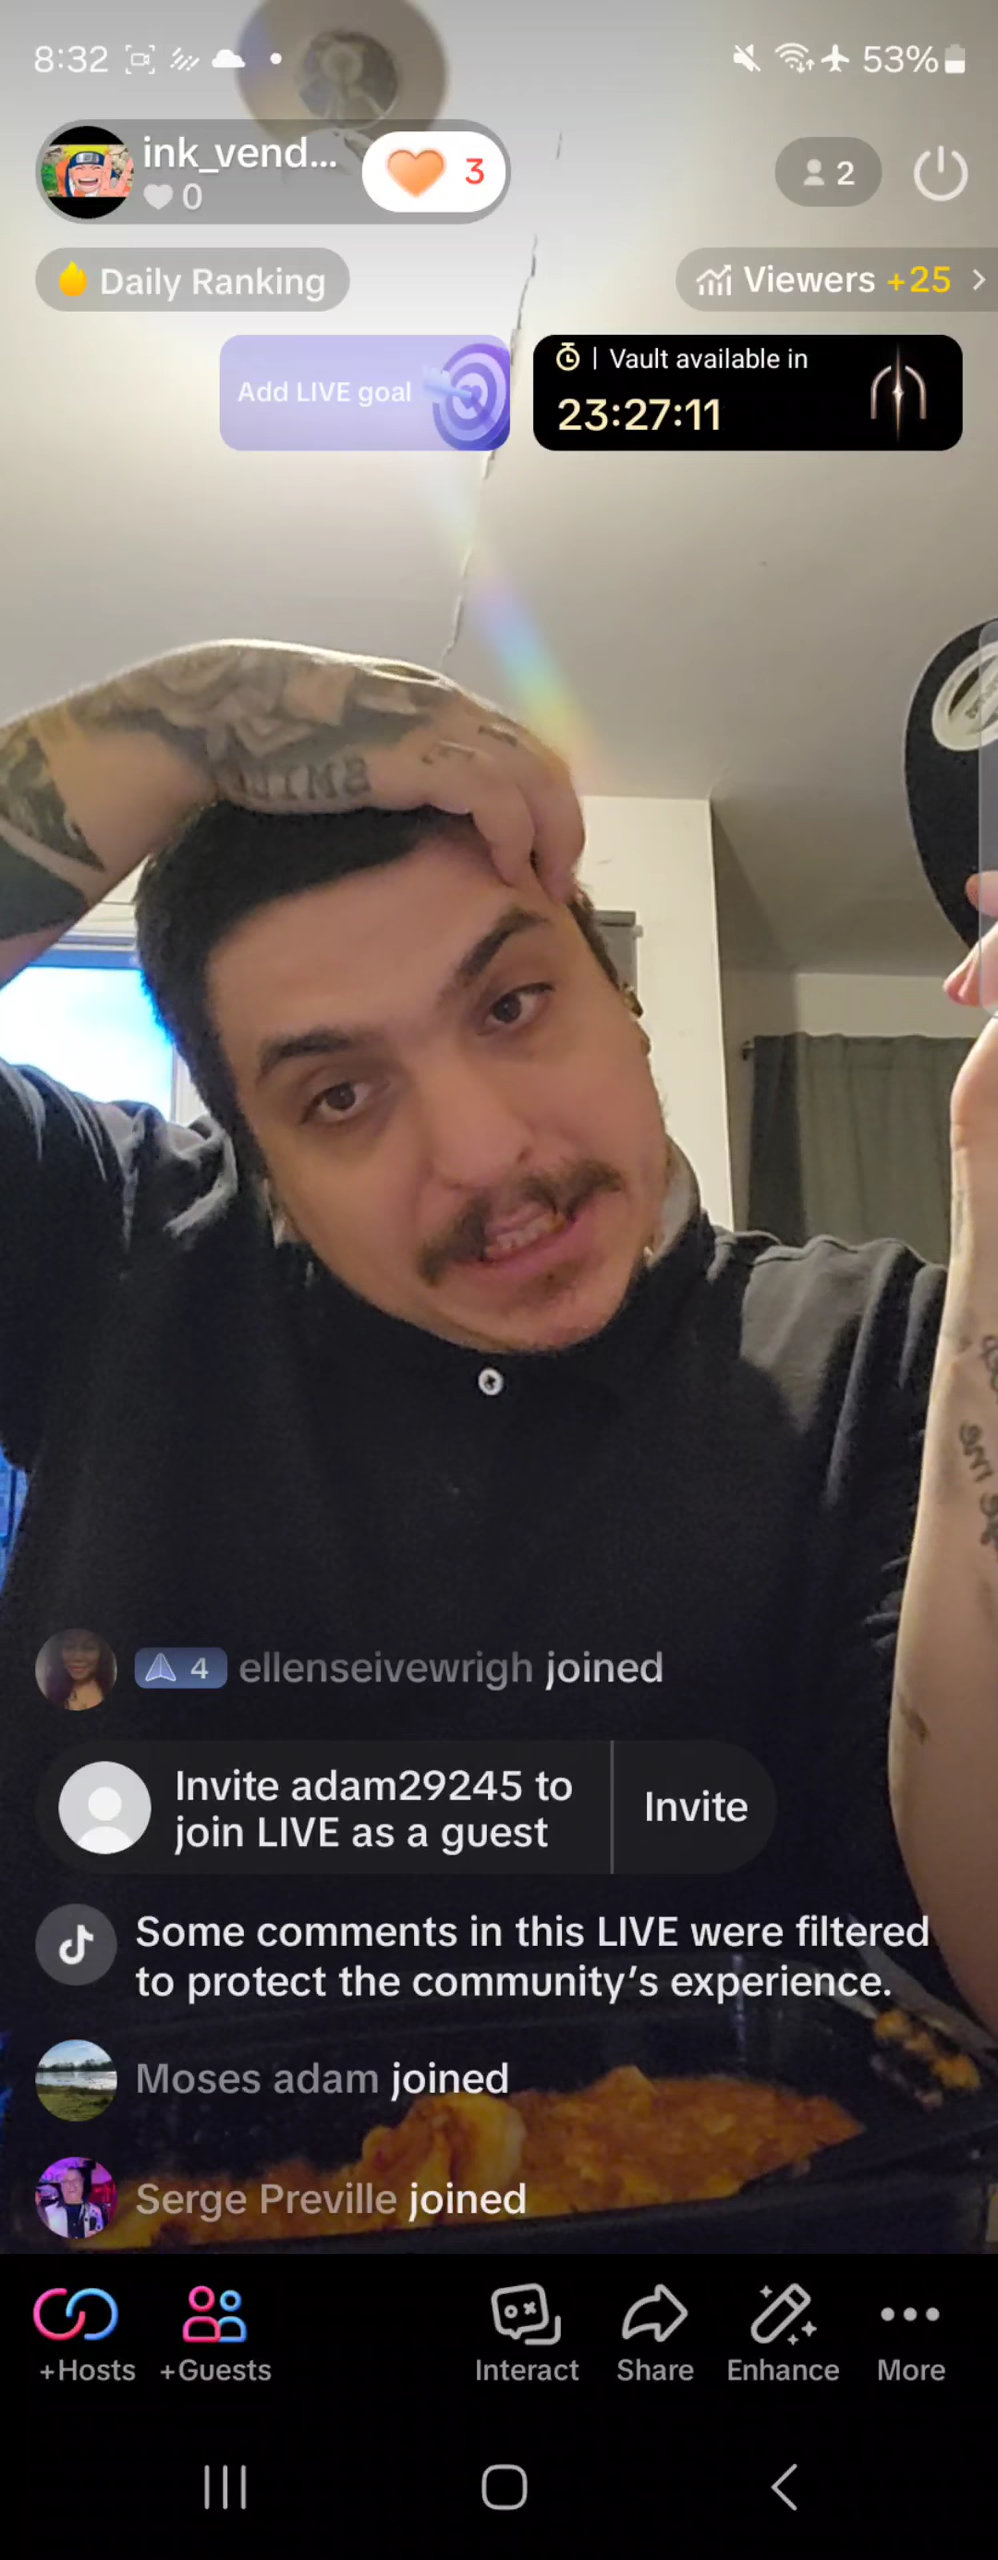 8:32
53%
ink_vend...
0
3
2
Daily Ranking
Viewers +25 >
Add LIVE goal
| Vault available in
23:27:11
4 ellenseivewrigh joined
Invite adam29245 to
join LIVE as a guest
Invite
Some comments in this LIVE were filtered
to protect the community's experience.
Moses adam joined
Serge Preville joined
+Hosts
+Guests
Interact
Share
Enhance
More